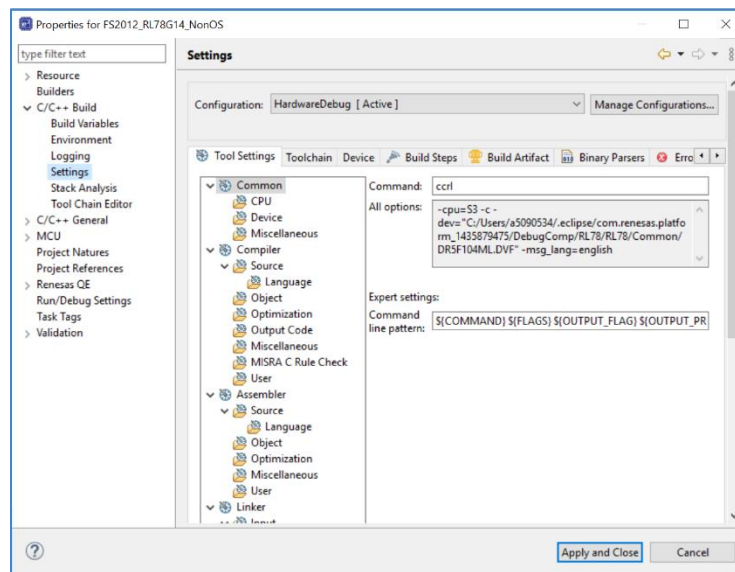 Properties for FS2012_RL78G14_NonOS
type filter text
Resource
Builders
C/C++ Build
Build Variables
Environment
Logging
Settings
Stack Analysis
Tool Chain Editor
C/C++ General
MCU
Project Natures
Project References
Renesas QE
Run/Debug Settings
Task Tags
Validation
Settings
Configuration: HardwareDebug [ Active ]
Manage Configurations...
Tool Settings Toolchain Device Build Steps Build Artifact Binary Parsers Erro
Common
CPU
Device
Miscellaneous
Compiler
Source
Language
Object
Optimization
Output Code
Miscellaneous
MISRA C Rule Check
User
Assembler
Source
Language
Object
Optimization
Miscellaneous
User
Linker
Input
Command: ccrl
All options:
-cpu=S3 -c -
dev="C:/Users/a5090534/.eclipse/com.renesas.platfo
rm_1435879475/DebugComp/RL78/RL78/Common/
DR5F104ML.DVF" -msg_lang=english
Expert settings:
Command
line pattern:
${COMMAND} ${FLAGS} ${OUTPUT_FLAG} ${OUTPUT_PR
Apply and Close
Cancel